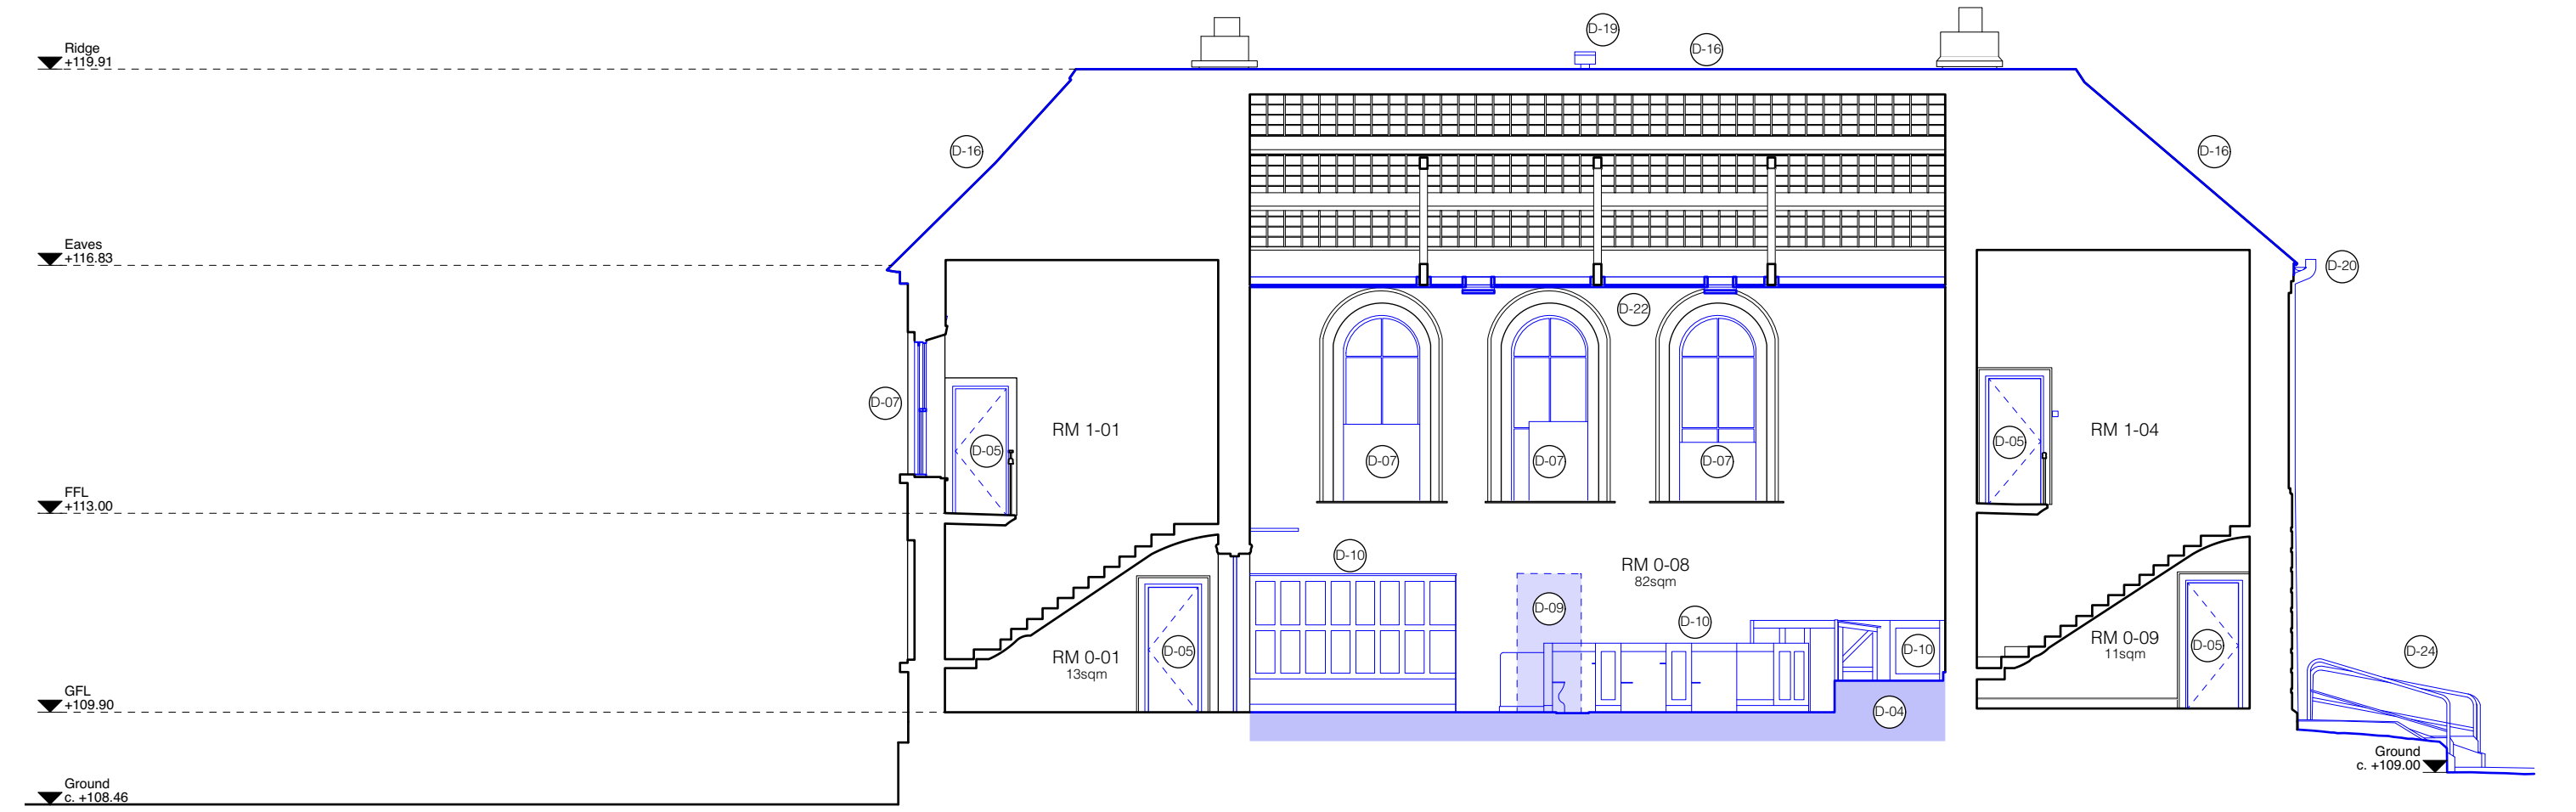 D-19
Ridge
+119.91
D-16
D-16
D-16
Eaves
+116.83
D-20
D-22
D-07
RM 1-01
D-05
D-07
D-07
D-07
D-05
RM 1-04
FFL
+113.00
D-10
RM 0-08
82sqm
D-09
D-10
D-10
RM 0-01
13sqm
D-05
RM 0-09
11sqm
D-05
D-24
GFL
+109.90
D-04
Ground
c. +109.00
Ground
c. +108.46